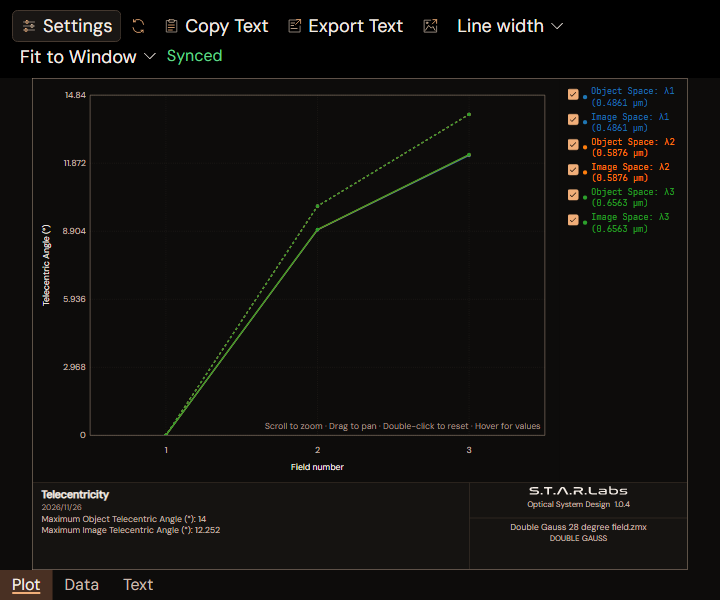 Settings
Copy Text
Export Text
Line width
Fit to Window
Synced
14.84
11.872
8.904
5.936
2.968
0
Telecentric Angle (°)
1
2
3
Field number
Scroll to zoom · Drag to pan · Double-click to reset · Hover for values
Object Space: λ1
(0.4861 µm)
Image Space: λ1
(0.4861 µm)
Object Space: λ2
(0.5876 µm)
Image Space: λ2
(0.5876 µm)
Object Space: λ3
(0.6563 µm)
Image Space: λ3
(0.6563 µm)
Telecentricity
2026/11/26
Maximum Object Telecentric Angle (°): 14
Maximum Image Telecentric Angle (°): 12.252
S.T.A.R.Labs
Optical System Design 1.0.4
Double Gauss 28 degree field.zmx
DOUBLE GAUSS
Plot
Data
Text